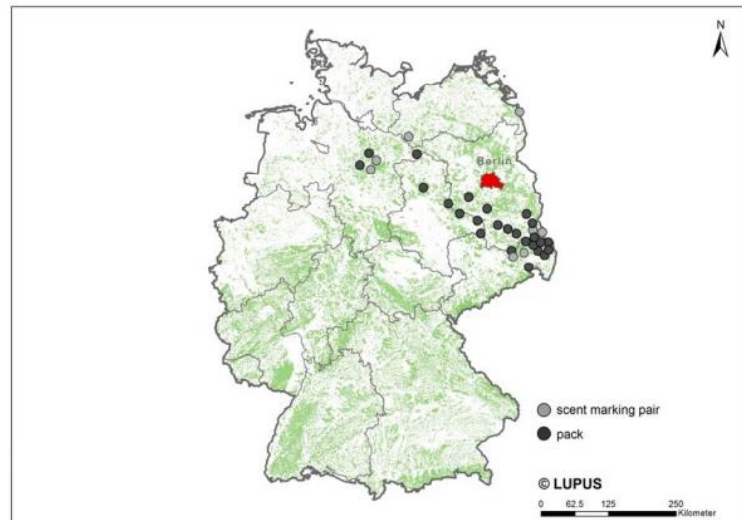 N
Berlin
scent marking pair
pack
© LUPUS
0 62.5 125 250
Kilometer